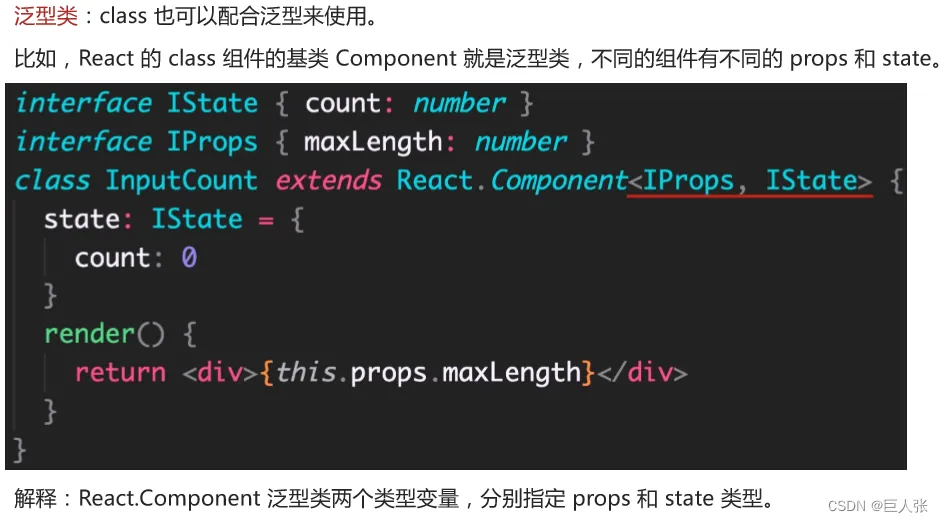 泛型类：class 也可以配合泛型来使用。
比如，React 的 class 组件的基类 Component 就是泛型类，不同的组件有不同的 props 和 state。
interface IState { count: number }
interface IProps { maxLength: number }
class InputCount extends React.Component<IProps, IState> {
  state: IState = {
    count: 0
  }
  render() {
    return <div>{this.props.maxLength}</div>
  }
}
解释：React.Component 泛型类两个类型变量，分别指定 props 和 state 类型。
CSDN @巨人张